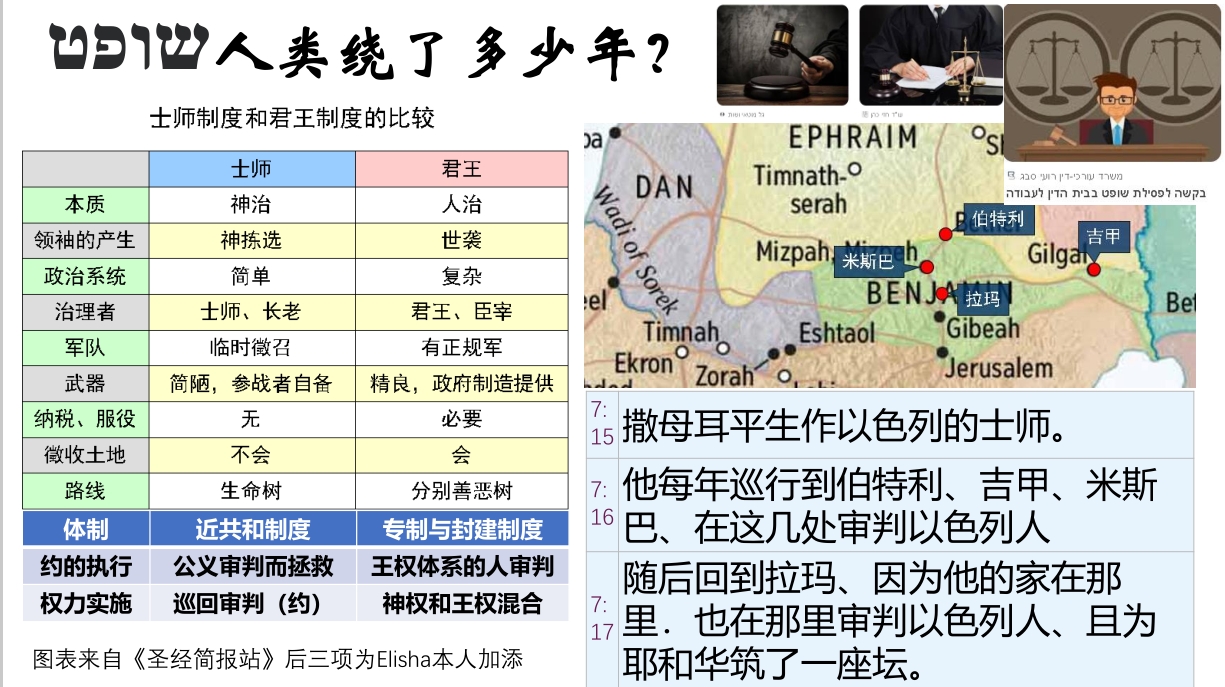 שופט人类绕了多少年？
士师制度和君王制度的比较
士师 君王
本质 神治 人治
领袖的产生 神拣选 世袭
政治系统 简单 复杂
治理者 士师、长老 君王、臣宰
军队 临时徵召 有正规军
武器 简陋，参战者自备 精良，政府制造提供
纳税、服役 无 必要
徵收土地 不会 会
路线 生命树 分别善恶树
体制 近共和制度 专制与封建制度
约的执行 公义审判而拯救 王权体系的人审判
权力实施 巡回审判（约） 神权和王权混合
图表来自《圣经简报站》后三项为Elisha本人加添
משרד עורכי-דין רועי סבג
בקשה לפסילת שופט בבית הדין לעבודה
EPHRAIM
DAN
Timnath-
serah
Wadi of Sorek
伯特利
吉甲
Mizpah, Mizpeh
米斯巴
Gilgal
BENJAMIN
拉玛
Timnah
Eshtaol
Gibeah
Ekron
Zorah
Jerusalem
7:
15
撒母耳平生作以色列的士师。
7:
16
他每年巡行到伯特利、吉甲、米斯
巴、在这几处审判以色列人
7:
17
随后回到拉玛、因为他的家在那
里．也在那里审判以色列人、且为
耶和华筑了一座坛。